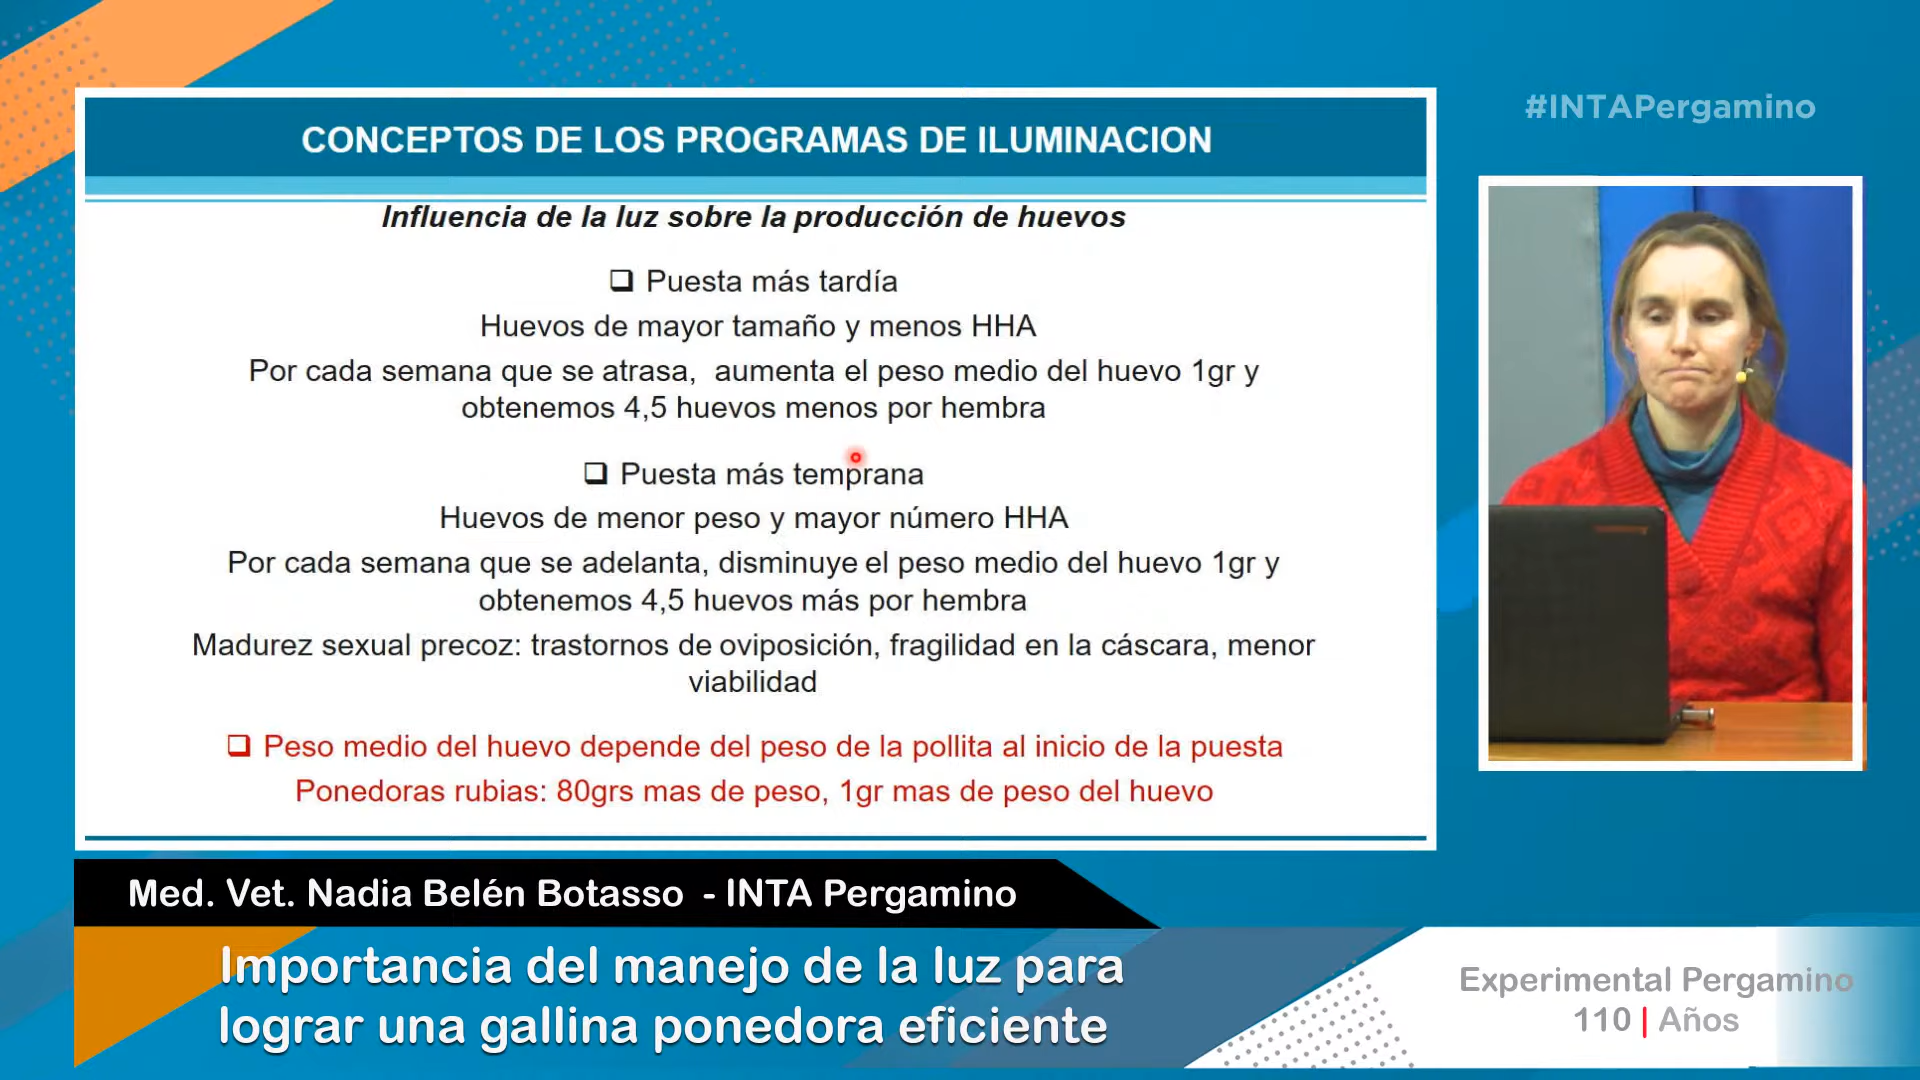 #INTAPergamino
CONCEPTOS DE LOS PROGRAMAS DE ILUMINACION
Influencia de la luz sobre la producción de huevos
❑ Puesta más tardía
Huevos de mayor tamaño y menos HHA
Por cada semana que se atrasa, aumenta el peso medio del huevo 1gr y
obtenemos 4,5 huevos menos por hembra
❑ Puesta más temprana
Huevos de menor peso y mayor número HHA
Por cada semana que se adelanta, disminuye el peso medio del huevo 1gr y
obtenemos 4,5 huevos más por hembra
Madurez sexual precoz: trastornos de oviposición, fragilidad en la cáscara, menor
viabilidad
❑ Peso medio del huevo depende del peso de la pollita al inicio de la puesta
Ponedoras rubias: 80grs mas de peso, 1gr mas de peso del huevo
Med. Vet. Nadia Belén Botasso - INTA Pergamino
Importancia del manejo de la luz para
lograr una gallina ponedora eficiente
Experimental Pergamino
110 | Años